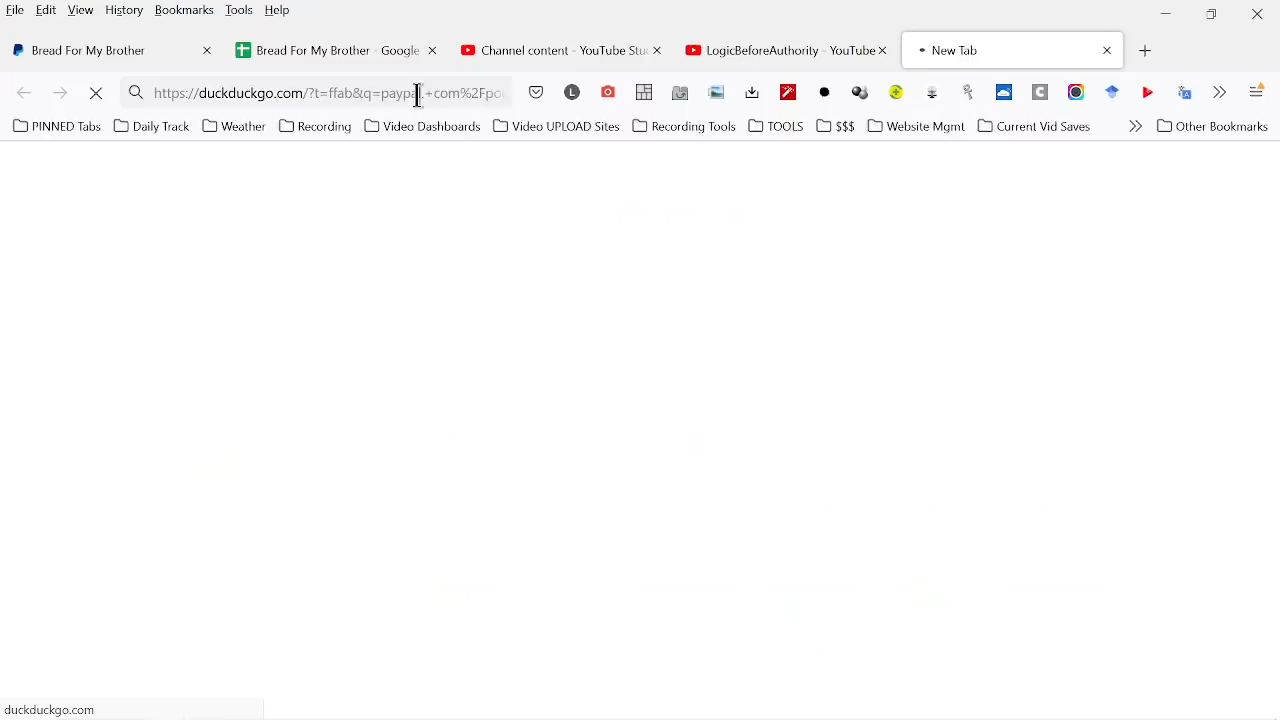 File Edit View History Bookmarks Tools Help
Bread For My Brother
Bread For My Brother - Google
Channel content - YouTube Stu
LogicBeforeAuthority - YouTube
New Tab
https://duckduckgo.com/?t=ffab&q=paypal.+com%2Fpo
PINNED Tabs Daily Track Weather Recording Video Dashboards Video UPLOAD Sites Recording Tools TOOLS $$$ Website Mgmt Current Vid Saves Other Bookmarks
duckduckgo.com